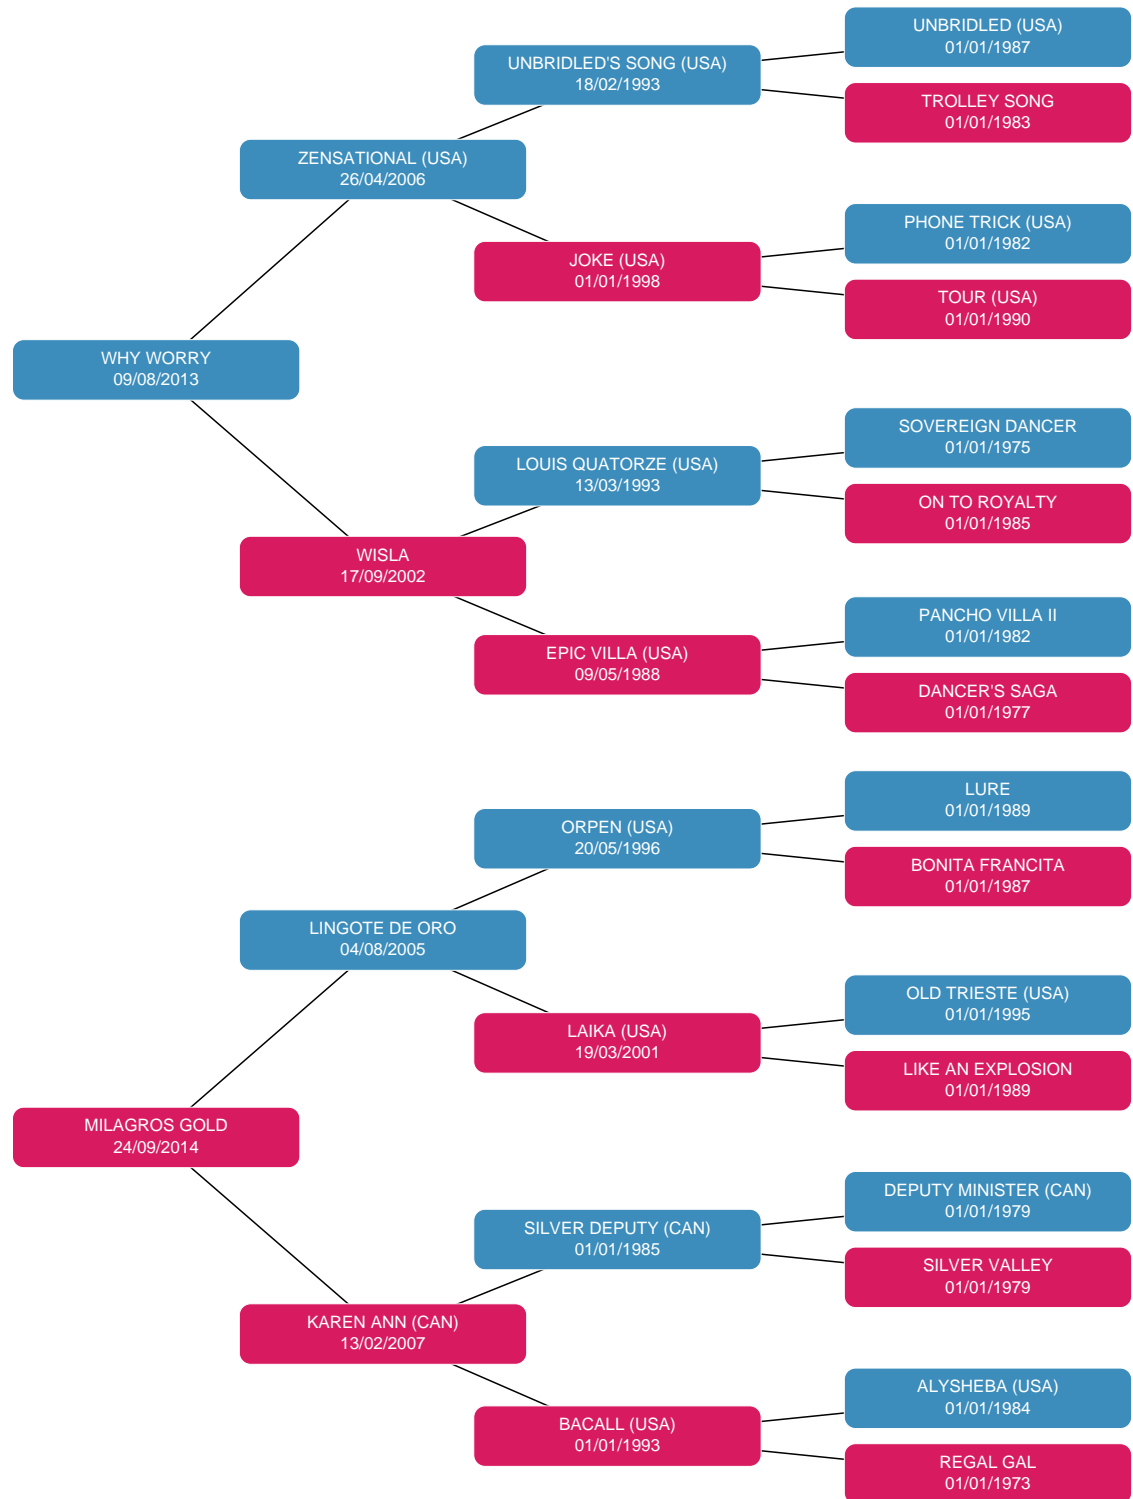 UNBRIDLED (USA)
01/01/1987
UNBRIDLED'S SONG (USA)
18/02/1993
TROLLEY SONG
01/01/1983
ZENSATIONAL (USA)
26/04/2006
PHONE TRICK (USA)
01/01/1982
JOKE (USA)
01/01/1998
TOUR (USA)
01/01/1990
WHY WORRY
09/08/2013
SOVEREIGN DANCER
01/01/1975
LOUIS QUATORZE (USA)
13/03/1993
ON TO ROYALTY
01/01/1985
WISLA
17/09/2002
PANCHO VILLA II
01/01/1982
EPIC VILLA (USA)
09/05/1988
DANCER'S SAGA
01/01/1977
LURE
01/01/1989
ORPEN (USA)
20/05/1996
BONITA FRANCITA
01/01/1987
LINGOTE DE ORO
04/08/2005
OLD TRIESTE (USA)
01/01/1995
LAIKA (USA)
19/03/2001
LIKE AN EXPLOSION
01/01/1989
MILAGROS GOLD
24/09/2014
DEPUTY MINISTER (CAN)
01/01/1979
SILVER DEPUTY (CAN)
01/01/1985
SILVER VALLEY
01/01/1979
KAREN ANN (CAN)
13/02/2007
ALYSHEBA (USA)
01/01/1984
BACALL (USA)
01/01/1993
REGAL GAL
01/01/1973